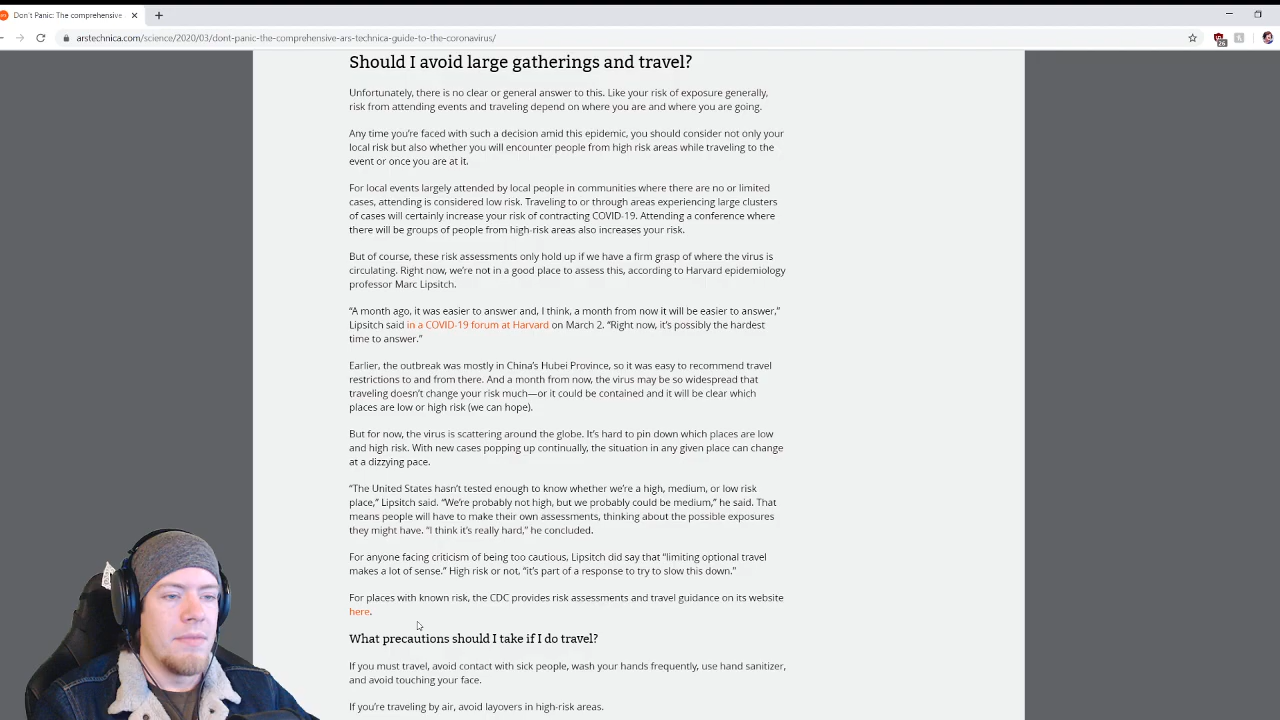 Don't Panic: The comprehensive
arstechnica.com/science/2020/03/dont-panic-the-comprehensive-ars-technica-guide-to-the-coronavirus/
26
Should I avoid large gatherings and travel?
Unfortunately, there is no clear or general answer to this. Like your risk of exposure generally,
risk from attending events and traveling depend on where you are and where you are going.
Any time you’re faced with such a decision amid this epidemic, you should consider not only your
local risk but also whether you will encounter people from high risk areas while traveling to the
event or once you are at it.
For local events largely attended by local people in communities where there are no or limited
cases, attending is considered low risk. Traveling to or through areas experiencing large clusters
of cases will certainly increase your risk of contracting COVID-19. Attending a conference where
there will be groups of people from high-risk areas also increases your risk.
But of course, these risk assessments only hold up if we have a firm grasp of where the virus is
circulating. Right now, we’re not in a good place to assess this, according to Harvard epidemiology
professor Marc Lipsitch.
“A month ago, it was easier to answer and, I think, a month from now it will be easier to answer,”
Lipsitch said in a COVID-19 forum at Harvard on March 2. “Right now, it’s possibly the hardest
time to answer.”
Earlier, the outbreak was mostly in China’s Hubei Province, so it was easy to recommend travel
restrictions to and from there. And a month from now, the virus may be so widespread that
traveling doesn’t change your risk much—or it could be contained and it will be clear which
places are low or high risk (we can hope).
But for now, the virus is scattering around the globe. It’s hard to pin down which places are low
and high risk. With new cases popping up continually, the situation in any given place can change
at a dizzying pace.
“The United States hasn’t tested enough to know whether we’re a high, medium, or low risk
place,” Lipsitch said. “We’re probably not high, but we probably could be medium,” he said. That
means people will have to make their own assessments, thinking about the possible exposures
they might have. “I think it’s really hard,” he concluded.
For anyone facing criticism of being too cautious, Lipsitch did say that “limiting optional travel
makes a lot of sense.” High risk or not, “it’s part of a response to try to slow this down.”
For places with known risk, the CDC provides risk assessments and travel guidance on its website
here.
What precautions should I take if I do travel?
If you must travel, avoid contact with sick people, wash your hands frequently, use hand sanitizer,
and avoid touching your face.
If you’re traveling by air, avoid layovers in high-risk areas.